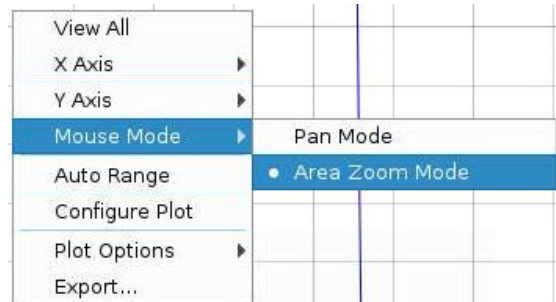 View All
X Axis
Y Axis
Mouse Mode
Pan Mode
Area Zoom Mode
Auto Range
Configure Plot
Plot Options
Export...